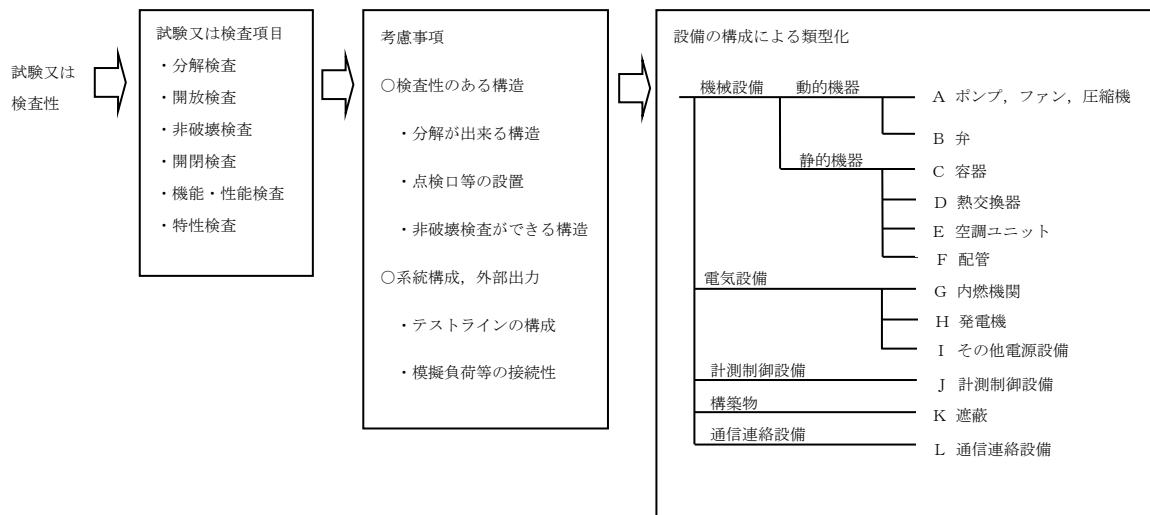 試験又は
検査性
試験又は検査項目
・分解検査
・開放検査
・非破壊検査
・開閉検査
・機能・性能検査
・特性検査
考慮事項
○検査性のある構造
・分解が出来る構造
・点検口等の設置
・非破壊検査ができる構造
○系統構成，外部出力
・テストラインの構成
・模擬負荷等の接続性
設備の構成による類型化
機械設備
動的機器
A ポンプ，ファン，圧縮機
B 弁
静的機器
C 容器
D 熱交換器
E 空調ユニット
F 配管
電気設備
G 内燃機関
H 発電機
I その他電源設備
計測制御設備
J 計測制御設備
構築物
K 遮蔽
通信連絡設備
L 通信連絡設備